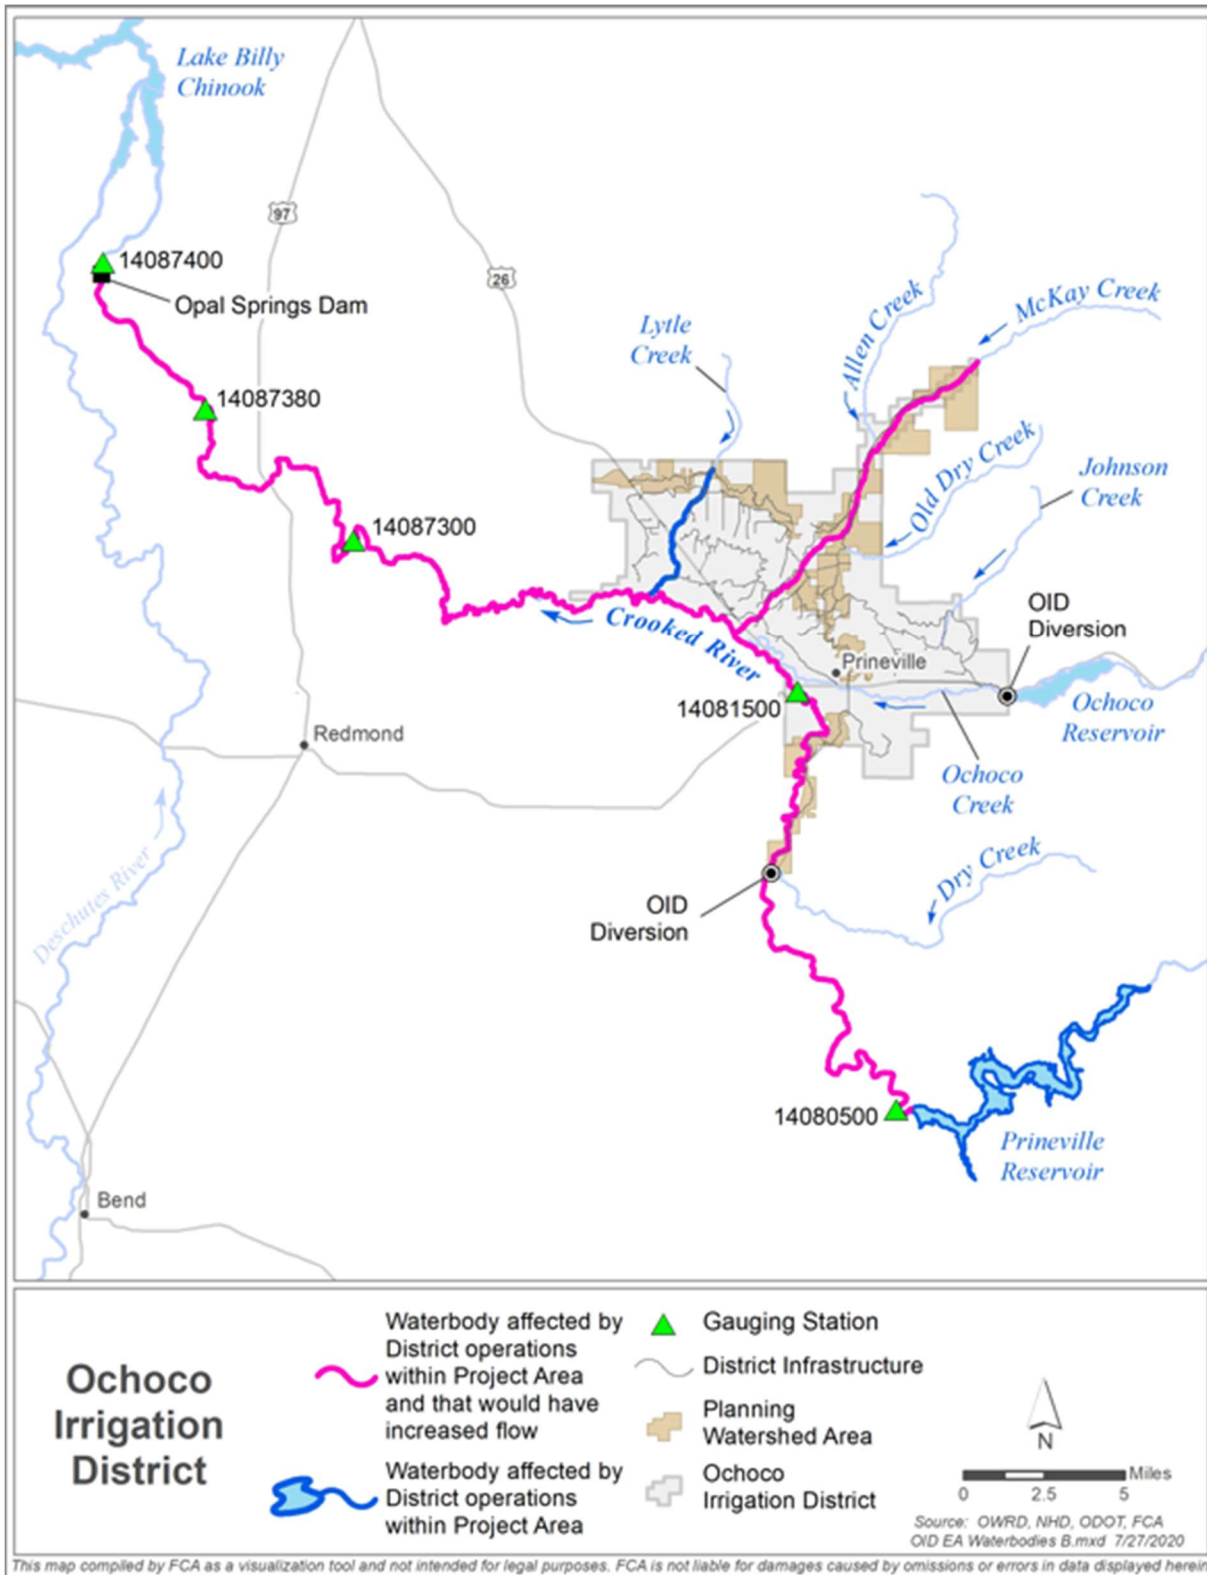 Lake Billy
Chinook
97
14087400
Opal Springs Dam
26
Allen Creek
McKay Creek
Lytle
Creek
14087380
Old Dry Creek
Johnson
Creek
14087300
OID
Diversion
Crooked River
Prineville
14081500
Ochoco
Reservoir
Redmond
Ochoco
Creek
Deschutes River
Dry Creek
OID
Diversion
14080500
Prineville
Reservoir
Bend
Ochoco
Irrigation
District
Waterbody affected by
District operations
within Project Area
and that would have
increased flow
Waterbody affected by
District operations
within Project Area
Gauging Station
District Infrastructure
Planning
Watershed Area
Ochoco
Irrigation District
N
Miles
0 2.5 5
Source: OWRD, NHD, ODOT, FCA
OID EA Waterbodies B.mxd 7/27/2020
This map compiled by FCA as a visualization tool and not intended for legal purposes. FCA is not liable for damages caused by omissions or errors in data displayed herein